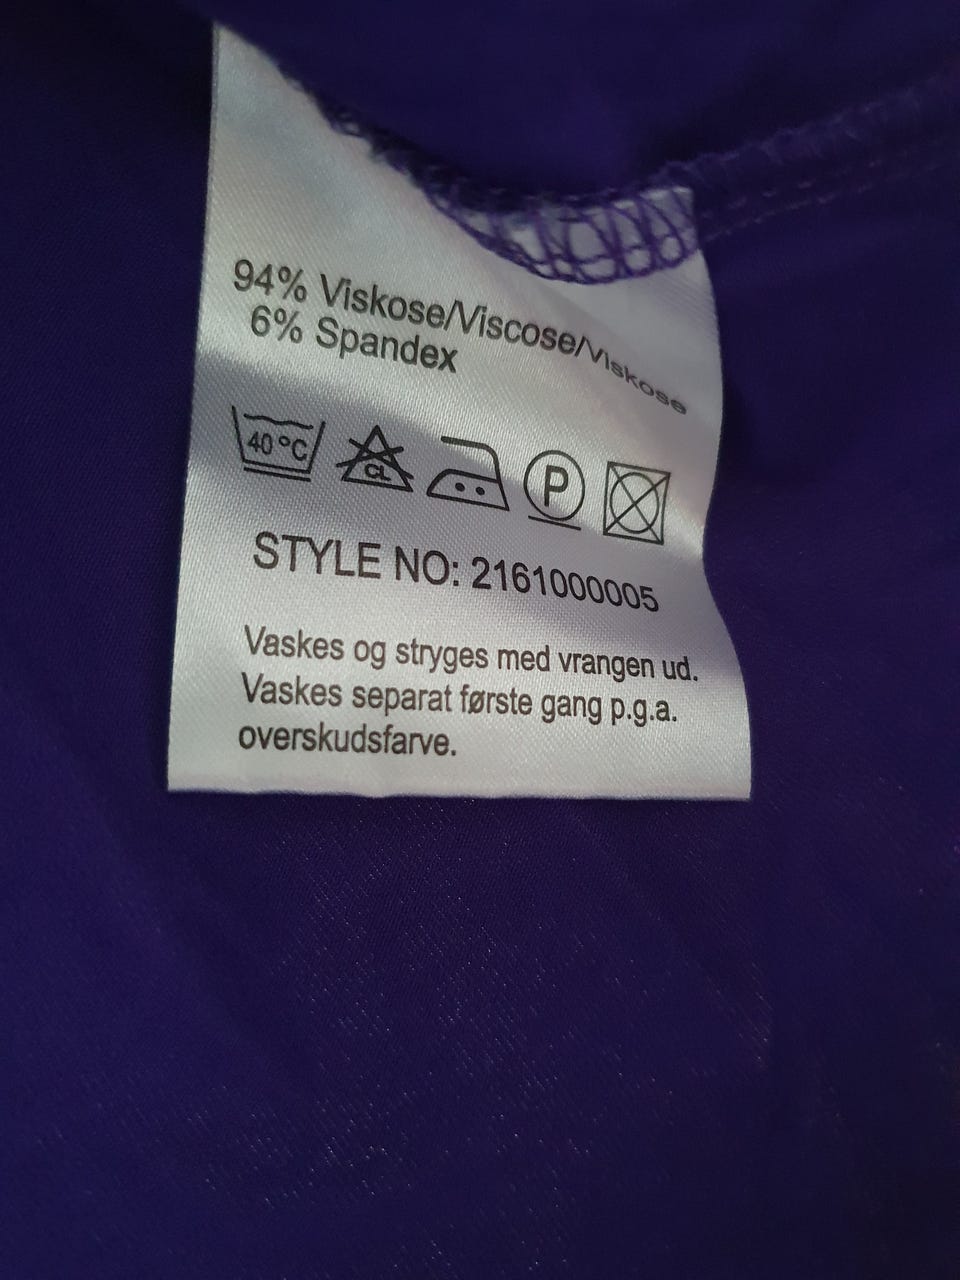 94% Viskose/Viscose/Viskose
6% Spandex
40°C CL P
STYLE NO: 2161000005
Vaskes og stryges med vrangen ud.
Vaskes separat første gang p.g.a.
overskudsfarve.